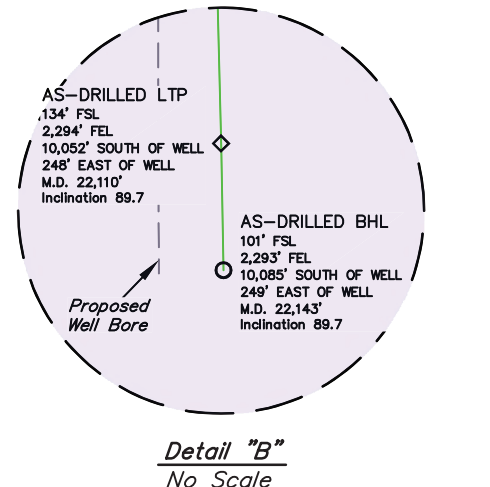 AS-DRILLED LTP
134' FSL
2,294' FEL
10,052' SOUTH OF WELL
248' EAST OF WELL
M.D. 22,110'
Inclination 89.7
AS-DRILLED BHL
101' FSL
2,293' FEL
10,085' SOUTH OF WELL
249' EAST OF WELL
M.D. 22,143'
Inclination 89.7
Proposed
Well Bore
Detail "B"
No Scale